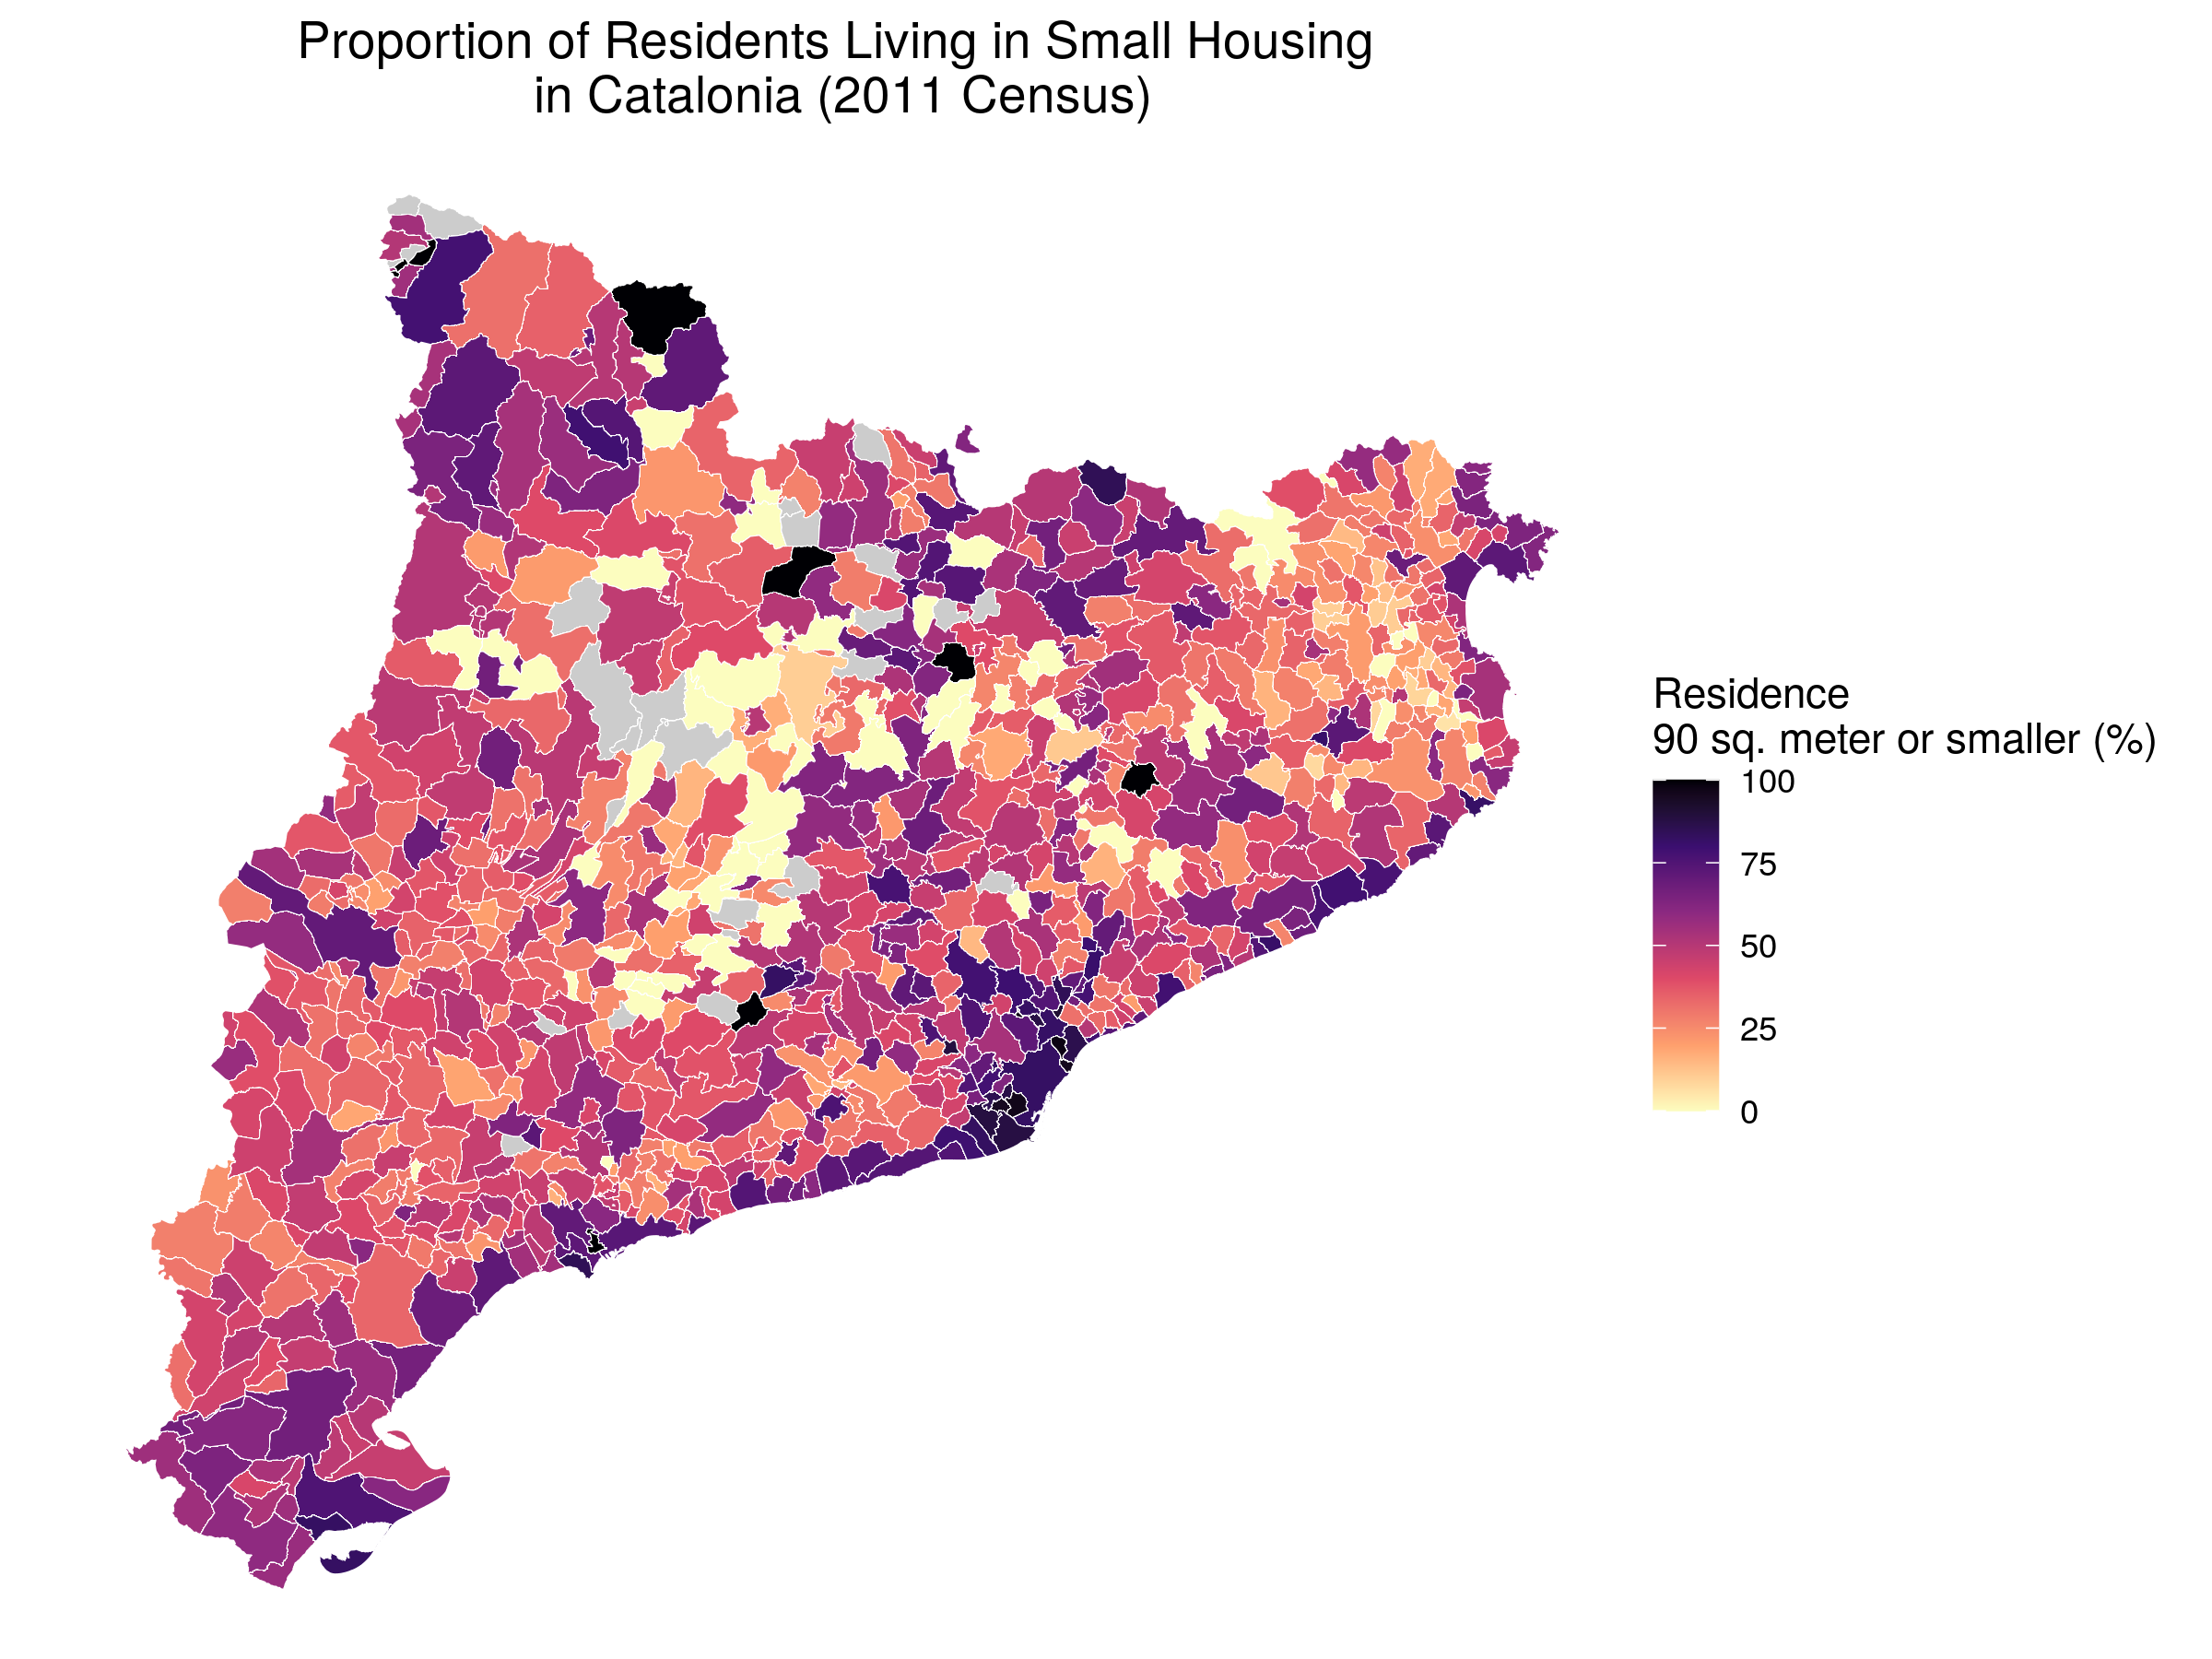 Proportion of Residents Living in Small Housing
in Catalonia (2011 Census)
Residence
90 sq. meter or smaller (%)
100
75
50
25
0